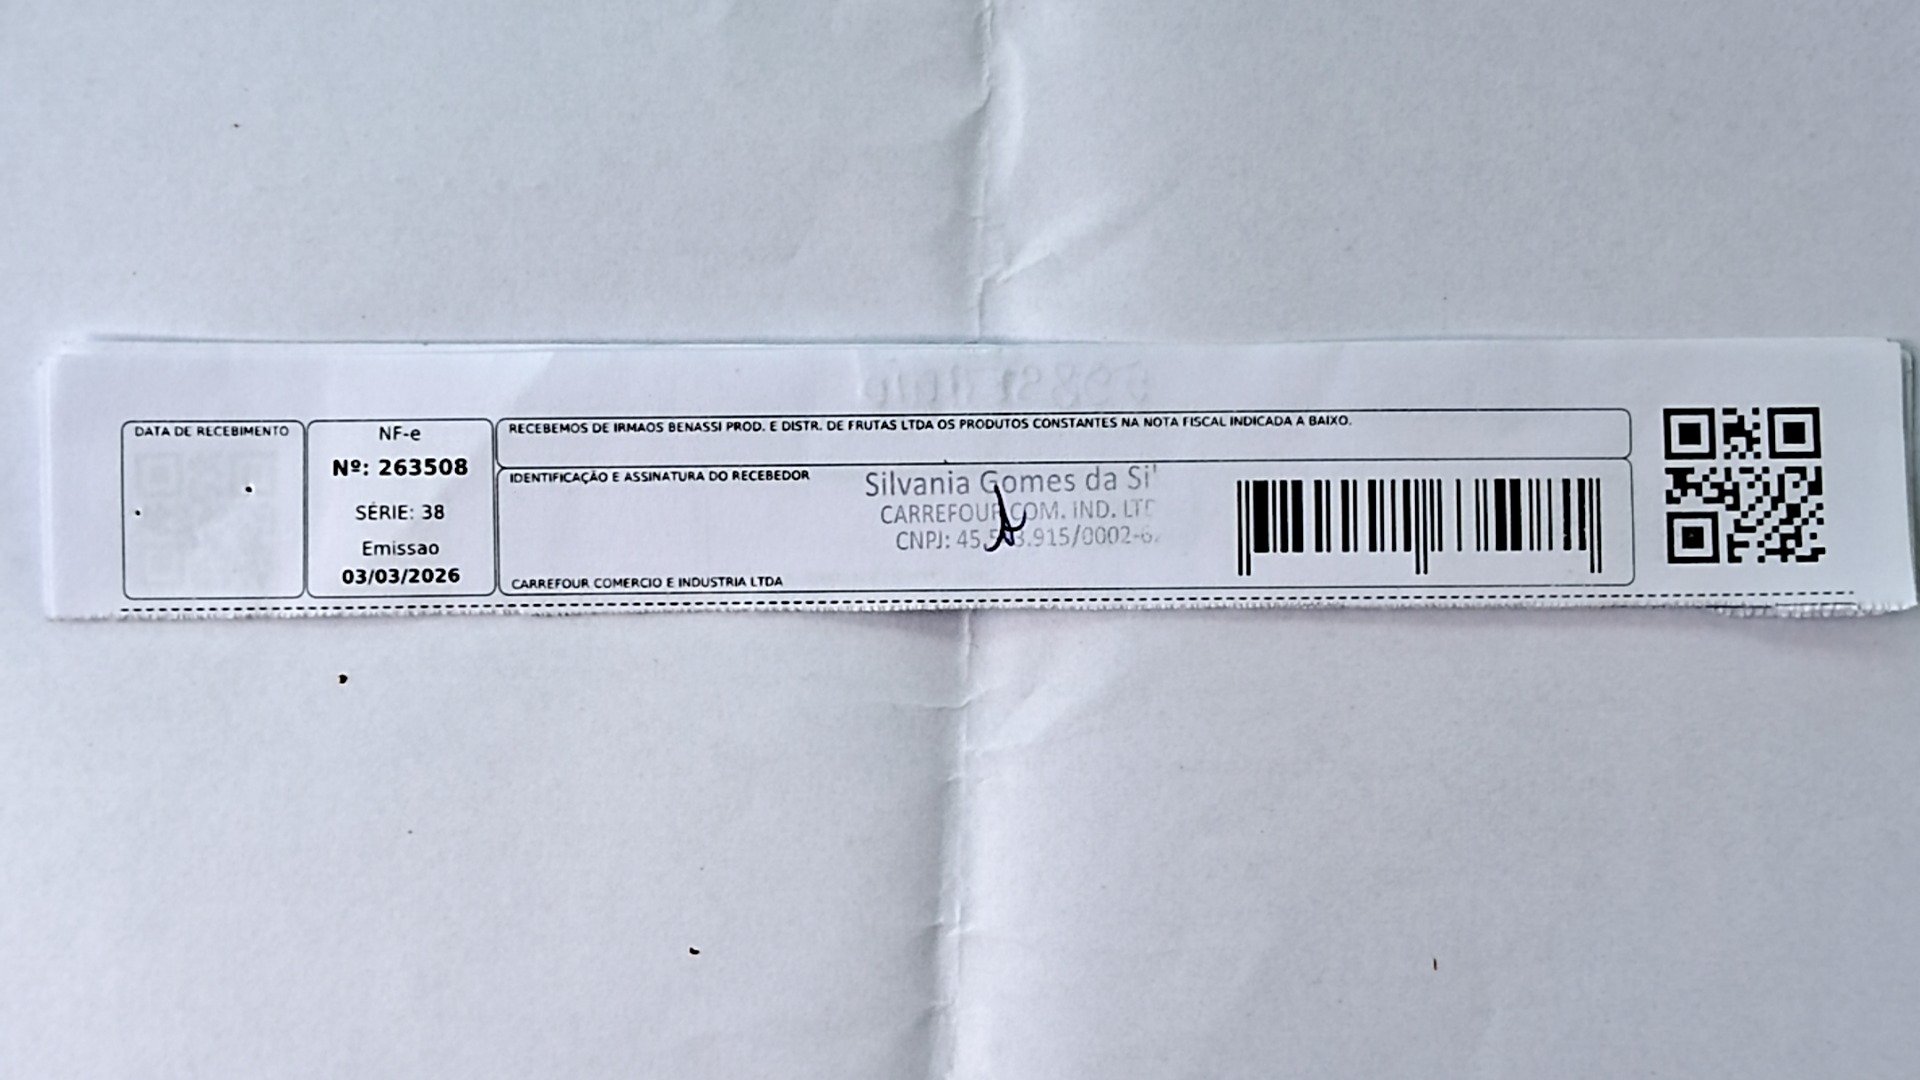 DATA DE RECEBIMENTO
NF-e
Nº: 263508
SÉRIE: 38
Emissao
03/03/2026
RECEBEMOS DE IRMAOS BENASSI PROD. E DISTR. DE FRUTAS LTDA OS PRODUTOS CONSTANTES NA NOTA FISCAL INDICADA A BAIXO.
IDENTIFICAÇÃO E ASSINATURA DO RECEBEDOR
Silvania Gomes da
CARREFOUR COM. IND.
CNPJ:
CARREFOUR COMERCIO E INDUSTRIA LTDA